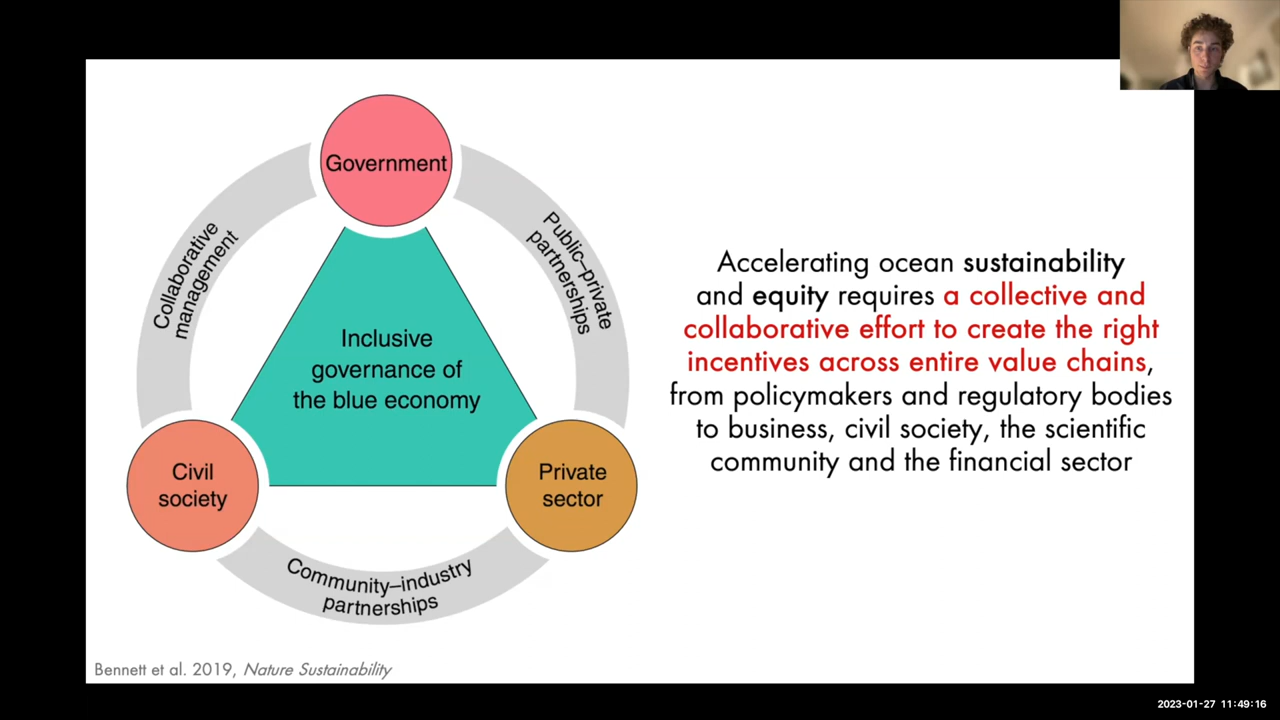 Government
Collaborative
management
Public–private
partnerships
Inclusive
governance of
the blue economy
Civil
society
Private
sector
Community–industry
partnerships
Accelerating ocean sustainability
and equity requires a collective and
collaborative effort to create the right
incentives across entire value chains,
from policymakers and regulatory bodies
to business, civil society, the scientific
community and the financial sector
Bennett et al. 2019, Nature Sustainability
2023-01-27 11:49:16